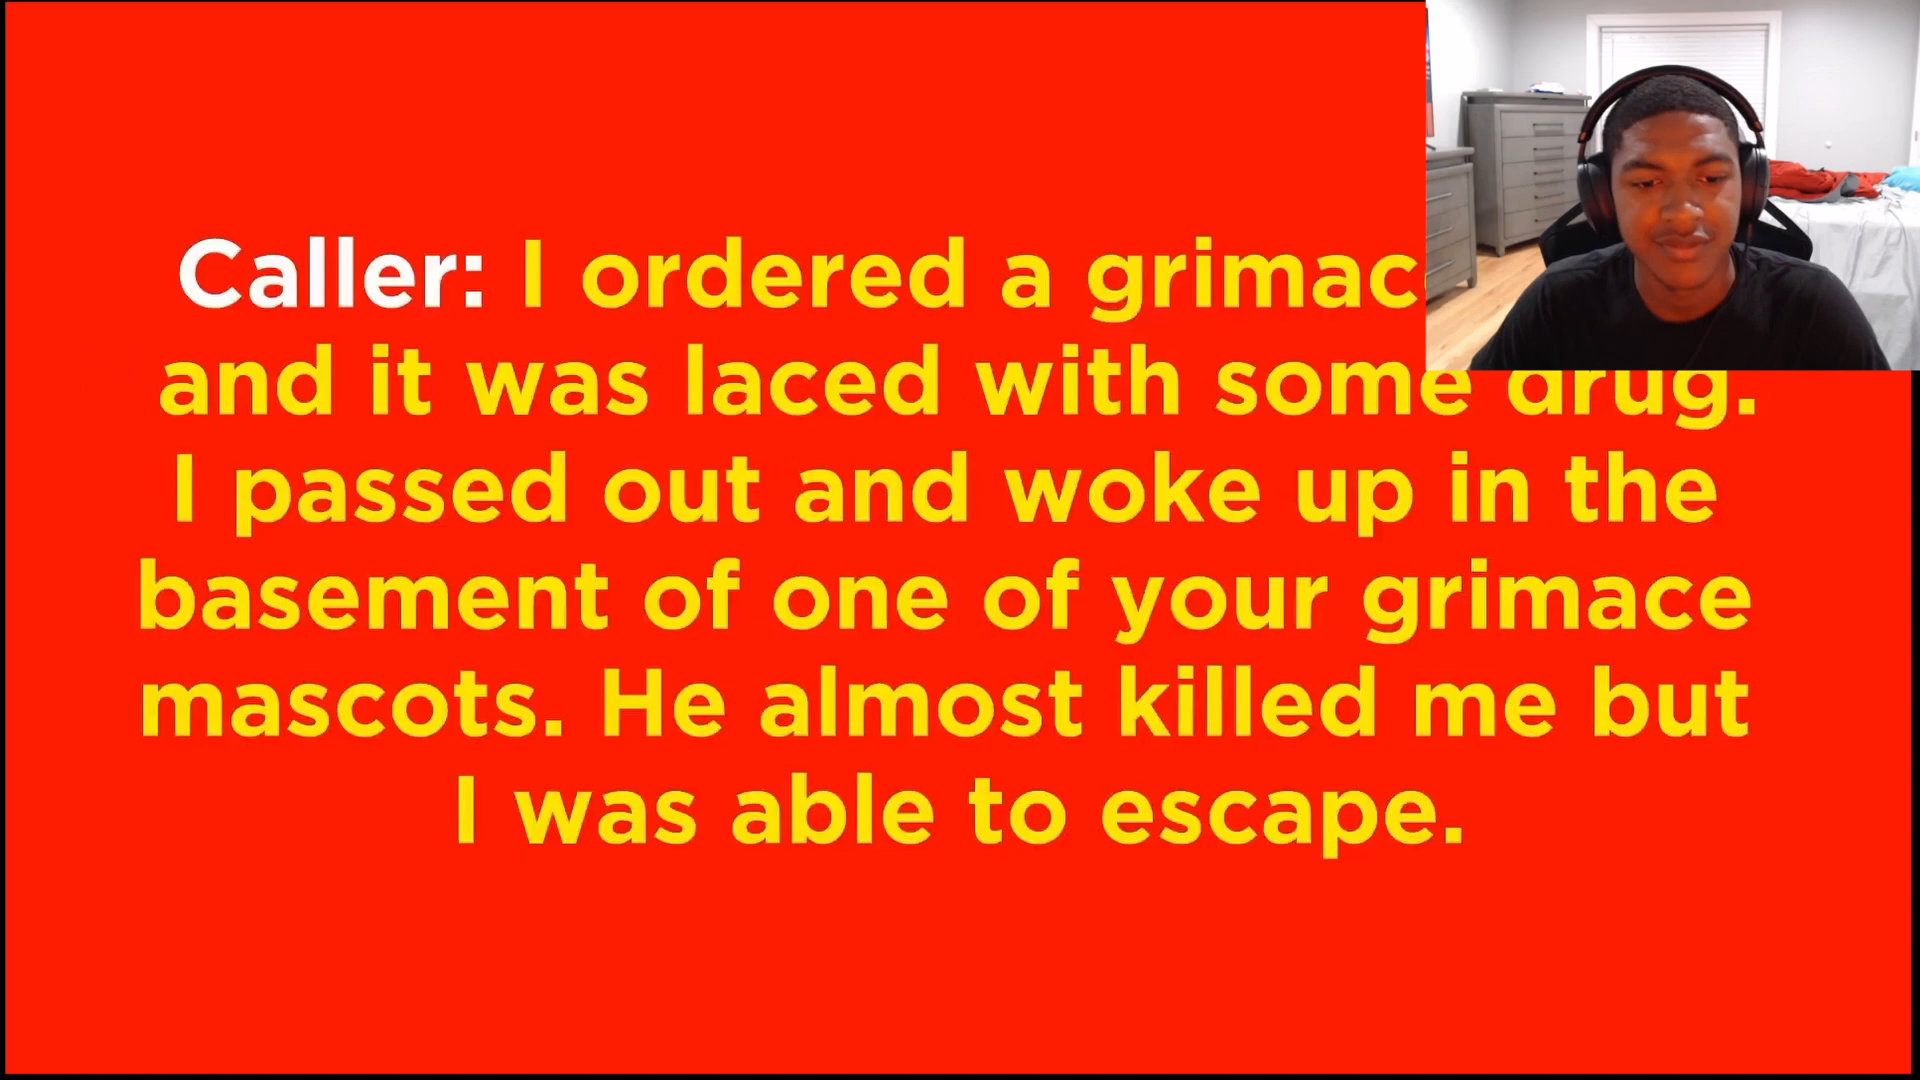 Caller: I ordered a grimac
and it was laced with some drug.
I passed out and woke up in the
basement of one of your grimace
mascots. He almost killed me but
I was able to escape.